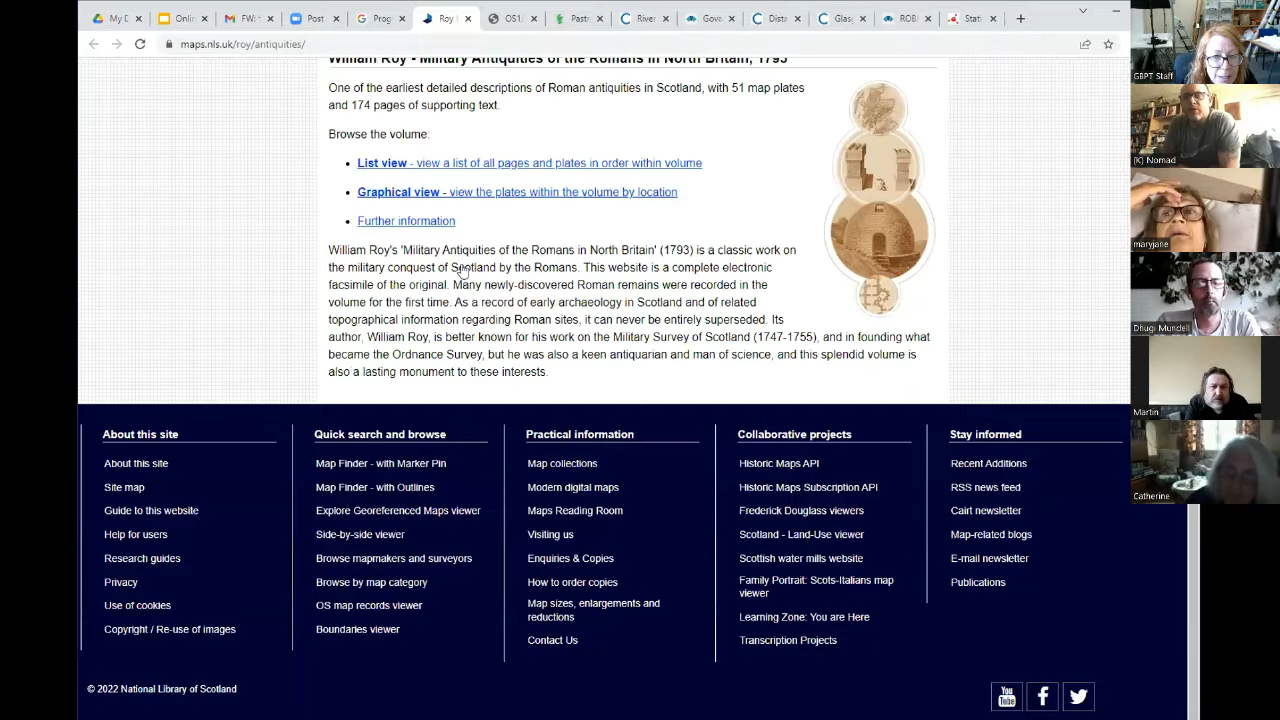 My D
Onlin
FW: f
Post
Prog
Roy
OS1
Past
River
Gova
Dista
Glas
ROBI
Stati
maps.nls.uk/roy/antiquities/
William Roy - Military Antiquities of the Romans in North Britain, 1793
One of the earliest detailed descriptions of Roman antiquities in Scotland, with 51 map plates
and 174 pages of supporting text.
Browse the volume:
List view - view a list of all pages and plates in order within volume
Graphical view - view the plates within the volume by location
Further information
William Roy's 'Military Antiquities of the Romans in North Britain' (1793) is a classic work on
the military conquest of Scotland by the Romans. This website is a complete electronic
facsimile of the original. Many newly-discovered Roman remains were recorded in the
volume for the first time. As a record of early archaeology in Scotland and of related
topographical information regarding Roman sites, it can never be entirely superseded. Its
author, William Roy, is better known for his work on the Military Survey of Scotland (1747-1755), and in founding what
became the Ordnance Survey, but he was also a keen antiquarian and man of science, and this splendid volume is
also a lasting monument to these interests.
About this site
About this site
Site map
Guide to this website
Help for users
Research guides
Privacy
Use of cookies
Copyright / Re-use of images
Quick search and browse
Map Finder - with Marker Pin
Map Finder - with Outlines
Explore Georeferenced Maps viewer
Side-by-side viewer
Browse mapmakers and surveyors
Browse by map category
OS map records viewer
Boundaries viewer
Practical information
Map collections
Modern digital maps
Maps Reading Room
Visiting us
Enquiries & Copies
How to order copies
Map sizes, enlargements and
reductions
Contact Us
Collaborative projects
Historic Maps API
Historic Maps Subscription API
Frederick Douglass viewers
Scotland - Land-Use viewer
Scottish water mills website
Family Portrait: Scots-Italians map
viewer
Learning Zone: You are Here
Transcription Projects
Stay informed
Recent Additions
RSS news feed
Cairt newsletter
Map-related blogs
E-mail newsletter
Publications
© 2022 National Library of Scotland
You
Tube
GBPT Staff
(K) Nomad
maryjane
Dhugi Mundell
Martin
Catherine